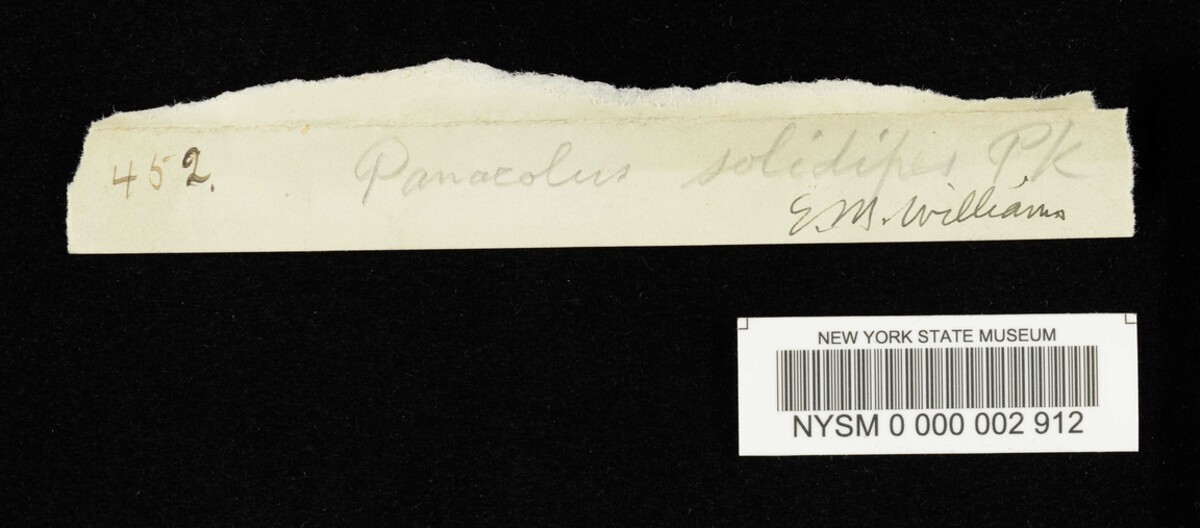 452. Panaeolus solidipes PK
E.M. Williams
NEW YORK STATE MUSEUM
NYSM 0 000 002 912